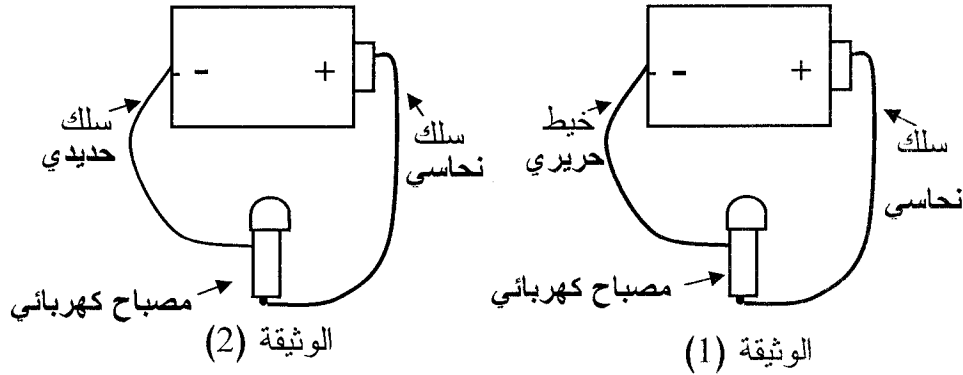 - +
خيط
حريري
سلك
نحاسي
مصباح كهربائي
الوثيقة (1)
- +
سلك
حديدي
سلك
نحاسي
مصباح كهربائي
الوثيقة (2)